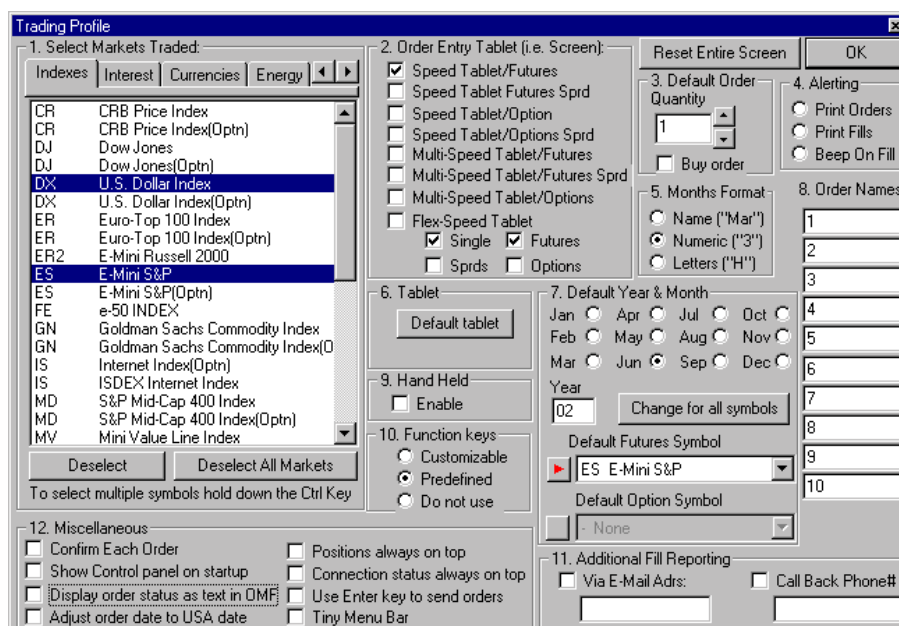 Trading Profile
1. Select Markets Traded:
Indexes Interest Currencies Energy
CR CRB Price Index
CR CRB Price Index(Optn)
DJ Dow Jones
DJ Dow Jones(Optn)
DX U.S. Dollar Index
DX U.S. Dollar Index(Optn)
ER Euro-Top 100 Index
ER Euro-Top 100 Index(Optn)
ER2 E-Mini Russell 2000
ES E-Mini S&P
ES E-Mini S&P(Optn)
FE e-50 INDEX
GN Goldman Sachs Commodity Index
GN Goldman Sachs Commodity Index(O
IS Internet Index(Optn)
IS ISDEX Internet Index
MD S&P Mid-Cap 400 Index
MD S&P Mid-Cap 400 Index(Optn)
MV Mini Value Line Index
Deselect Deselect All Markets
To select multiple symbols hold down the Ctrl Key
2. Order Entry Tablet (i.e. Screen):
Speed Tablet/Futures
Speed Tablet Futures Sprd
Speed Tablet/Option
Speed Tablet/Options Sprd
Multi-Speed Tablet/Futures
Multi-Speed Tablet/Futures Sprd
Multi-Speed Tablet/Options
Flex-Speed Tablet
Single Futures
Sprds Options
Reset Entire Screen OK
3. Default Order
Quantity
1
Buy order
4. Alerting
Print Orders
Print Fills
Beep On Fill
5. Months Format
Name ("Mar")
Numeric ("3")
Letters ("H")
8. Order Names
1
2
3
4
5
6
7
8
9
10
6. Tablet
Default tablet
7. Default Year & Month
Jan Apr Jul Oct
Feb May Aug Nov
Mar Jun Sep Dec
Year
02 Change for all symbols
Default Futures Symbol
ES E-Mini S&P
Default Option Symbol
- None
9. Hand Held
Enable
10. Function keys
Customizable
Predefined
Do not use
12. Miscellaneous
Confirm Each Order
Show Control panel on startup
Display order status as text in OMF
Adjust order date to USA date
Positions always on top
Connection status always on top
Use Enter key to send orders
Tiny Menu Bar
11. Additional Fill Reporting
Via E-Mail Adrs: Call Back Phone#